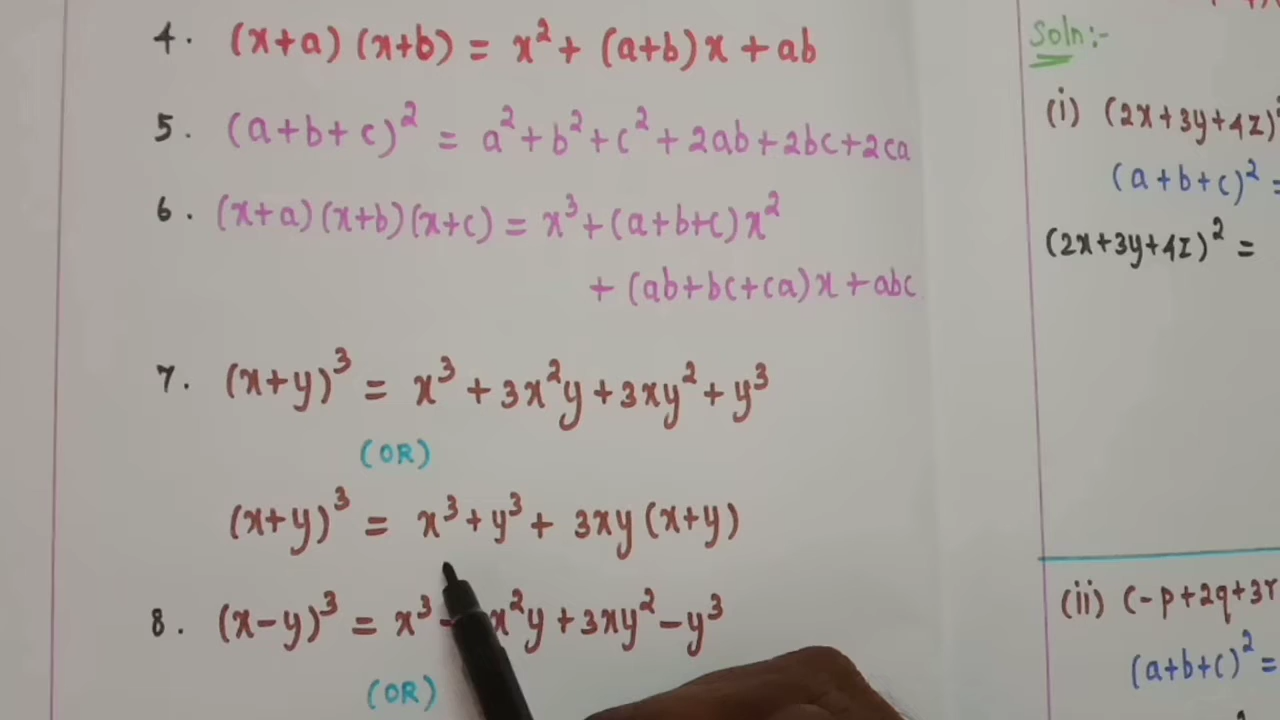 4. (x+a) (x+b) = x² + (a+b)x + ab
5. (a+b+c)² = a² + b² + c² + 2ab + 2bc + 2ca
6. (x+a)(x+b)(x+c) = x³ + (a+b+c)x²
+ (ab+bc+ca)x + abc
7. (x+y)³ = x³ + 3x²y + 3xy² + y³
(OR)
(x+y)³ = x³ + y³ + 3xy(x+y)
8. (x-y)³ = x³ - x²y + 3xy² - y³
(OR)
Soln:-
(i) (2x+3y+4z)
(a+b+c)² =
(2x+3y+4z)² =
(ii) (-p+2q+3r
(a+b+c)² =